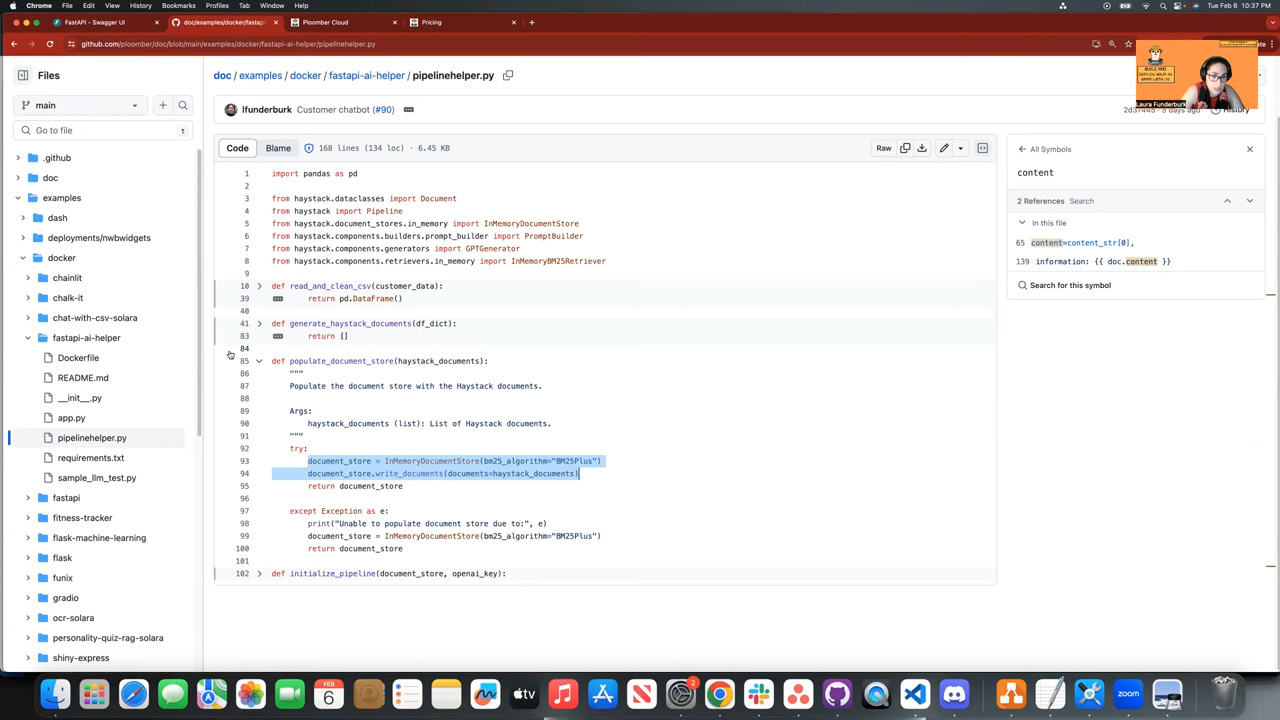 Chrome File Edit View History Bookmarks Profiles Tab Window Help
Tue Feb 6 10:37 PM
FastAPI - Swagger UI
doc/examples/docker/fastapi
Ploomber Cloud
Pricing
github.com/ploomber/doc/blob/main/examples/docker/fastapi-ai-helper/pipelinehelper.py
BUILD AND
DEPLOY YOUR AI
Laura Funderburk
Files
main
Go to file
t
.github
doc
examples
dash
deployments/nwbwidgets
docker
chainlit
chalk-it
chat-with-csv-solara
fastapi-ai-helper
Dockerfile
README.md
__init__.py
app.py
pipelinehelper.py
requirements.txt
sample_llm_test.py
fastapi
fitness-tracker
flask-machine-learning
flask
funix
gradio
ocr-solara
personality-quiz-rag-solara
shiny-express
doc / examples / docker / fastapi-ai-helper / pipelinehelper.py
lfunderburk Customer chatbot (#90)
2d37445 · 5 days ago
History
Code Blame 168 lines (134 loc) · 6.45 KB
Raw
1 import pandas as pd
2
3 from haystack.dataclasses import Document
4 from haystack import Pipeline
5 from haystack.document_stores.in_memory import InMemoryDocumentStore
6 from haystack.components.builders.prompt_builder import PromptBuilder
7 from haystack.components.generators import GPTGenerator
8 from haystack.components.retrievers.in_memory import InMemoryBM25Retriever
9
10 def read_and_clean_csv(customer_data):
39 return pd.DataFrame()
40
41 def generate_haystack_documents(df_dict):
83 return []
84
85 def populate_document_store(haystack_documents):
86 """
87 Populate the document store with the Haystack documents.
88
89 Args:
90 haystack_documents (list): List of Haystack documents.
91 """
92 try:
93 document_store = InMemoryDocumentStore(bm25_algorithm="BM25Plus")
94 document_store.write_documents(documents=haystack_documents)
95 return document_store
96
97 except Exception as e:
98 print("Unable to populate document store due to:", e)
99 document_store = InMemoryDocumentStore(bm25_algorithm="BM25Plus")
100 return document_store
101
102 def initialize_pipeline(document_store, openai_key):
All Symbols
content
2 References Search
In this file
65 content=content_str[0],
139 information: {{ doc.content }}
Search for this symbol
FEB
6
2
zoom